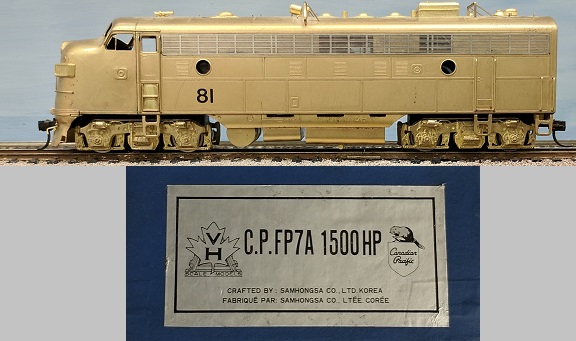 81
VH
SCALE MODELS
C.P. FP7A 1500 HP
Canadian
Pacific
CRAFTED BY: SAMHONGSA CO., LTD. KOREA
FABRIQUÉ PAR: SAMHONGSA CO., LTÉE. CORÉE